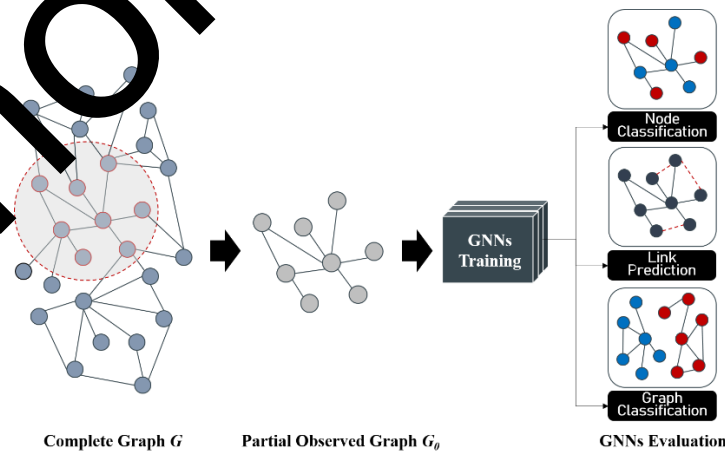 Node
Classification
GNNs
Training
Link
Prediction
Graph
Classification
Complete Graph G
Partial Observed Graph G₀
GNNs Evaluation